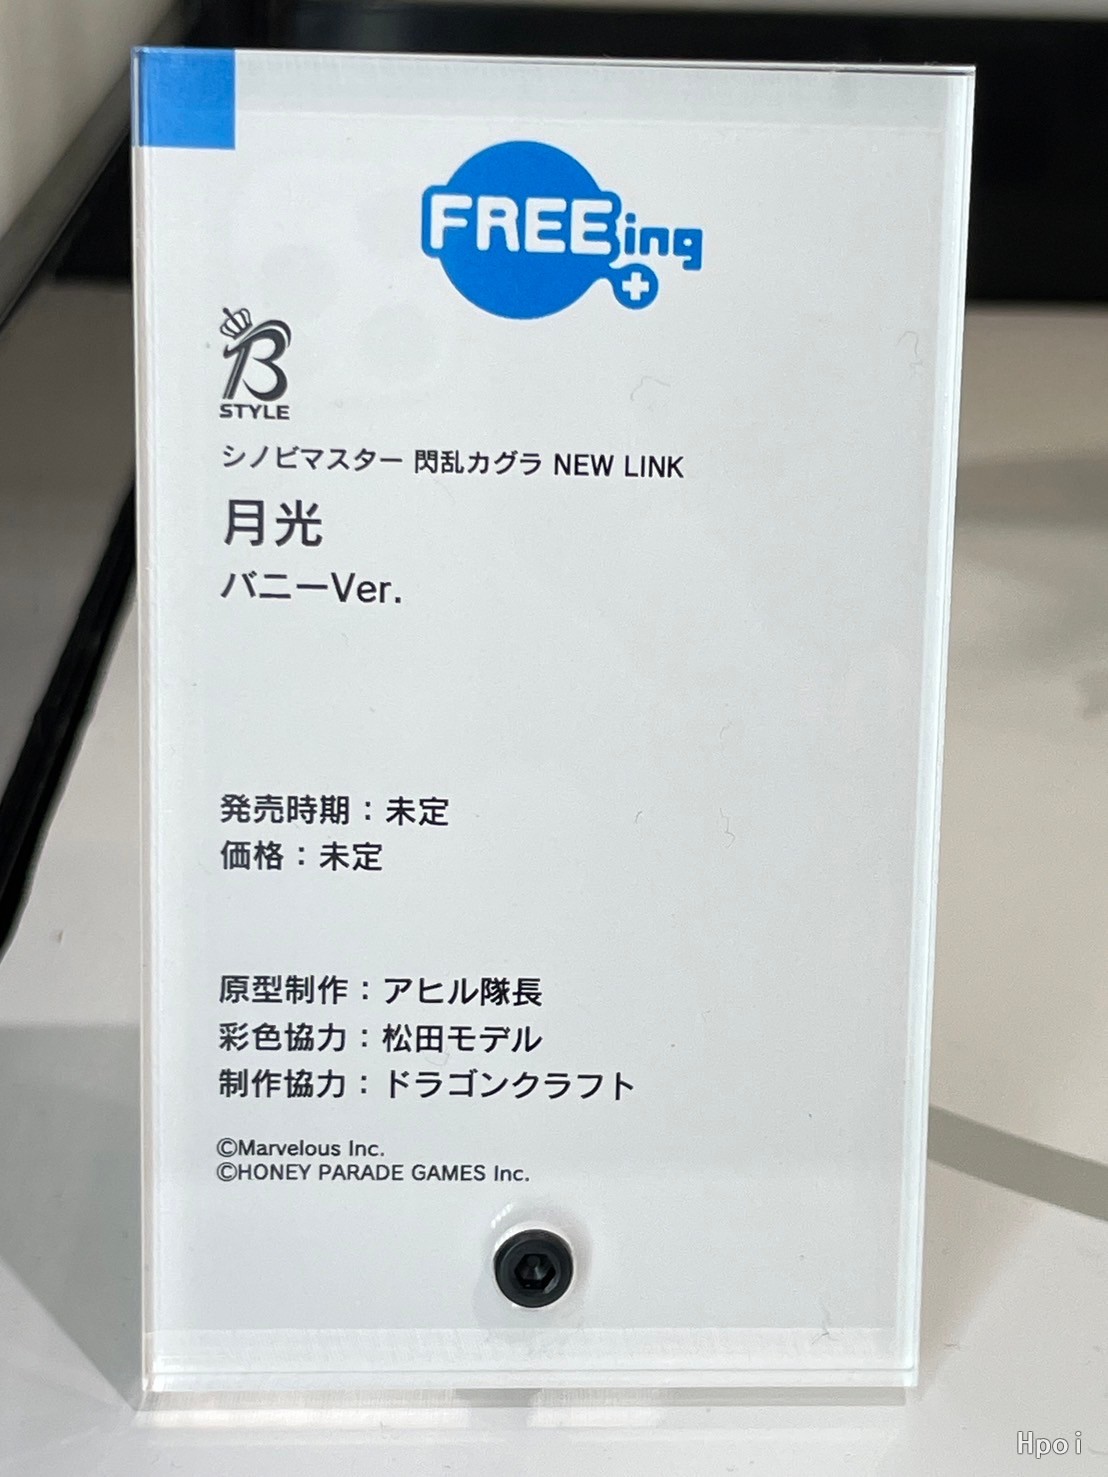 FREEing
B
STYLE
シノビマスター 閃乱カグラ NEW LINK
月光
バニーVer.
発売時期：未定
価格：未定
原型制作：アヒル隊長
彩色協力：松田モデル
制作協力：ドラゴンクラフト
©Marvelous Inc.
©HONEY PARADE GAMES Inc.
Hpoi